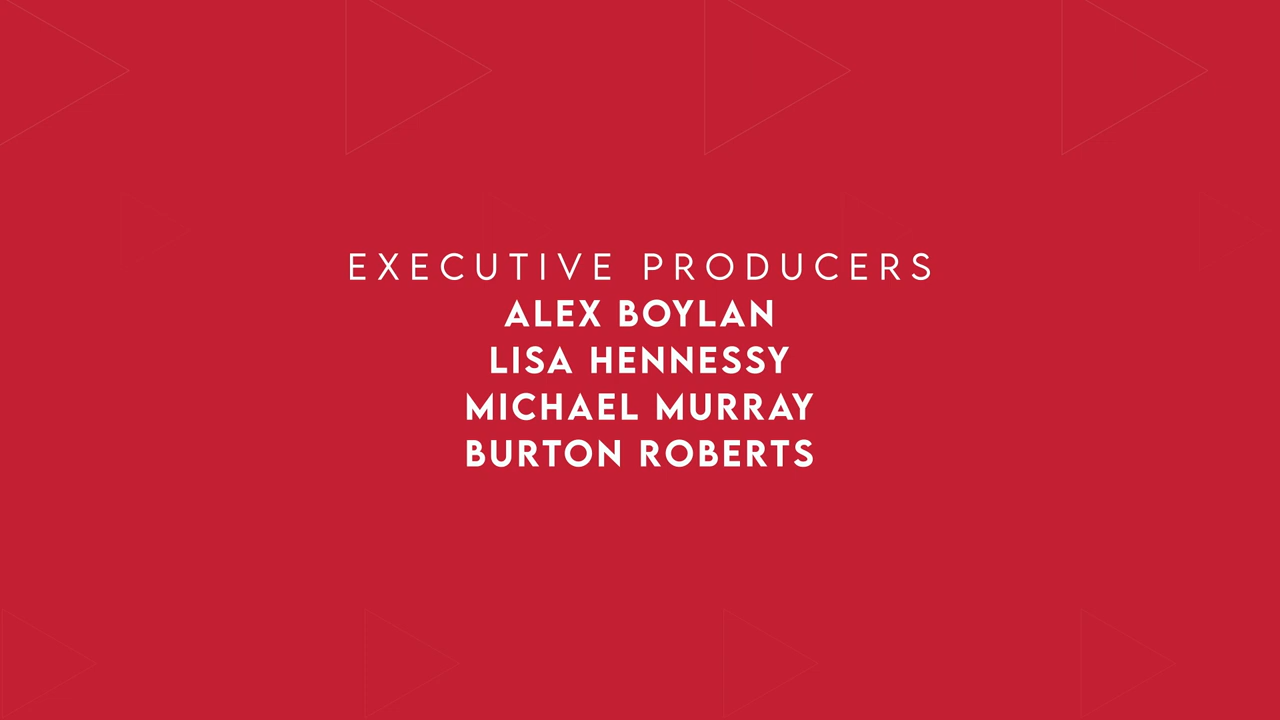 EXECUTIVE PRODUCERS
ALEX BOYLAN
LISA HENNESSY
MICHAEL MURRAY
BURTON ROBERTS